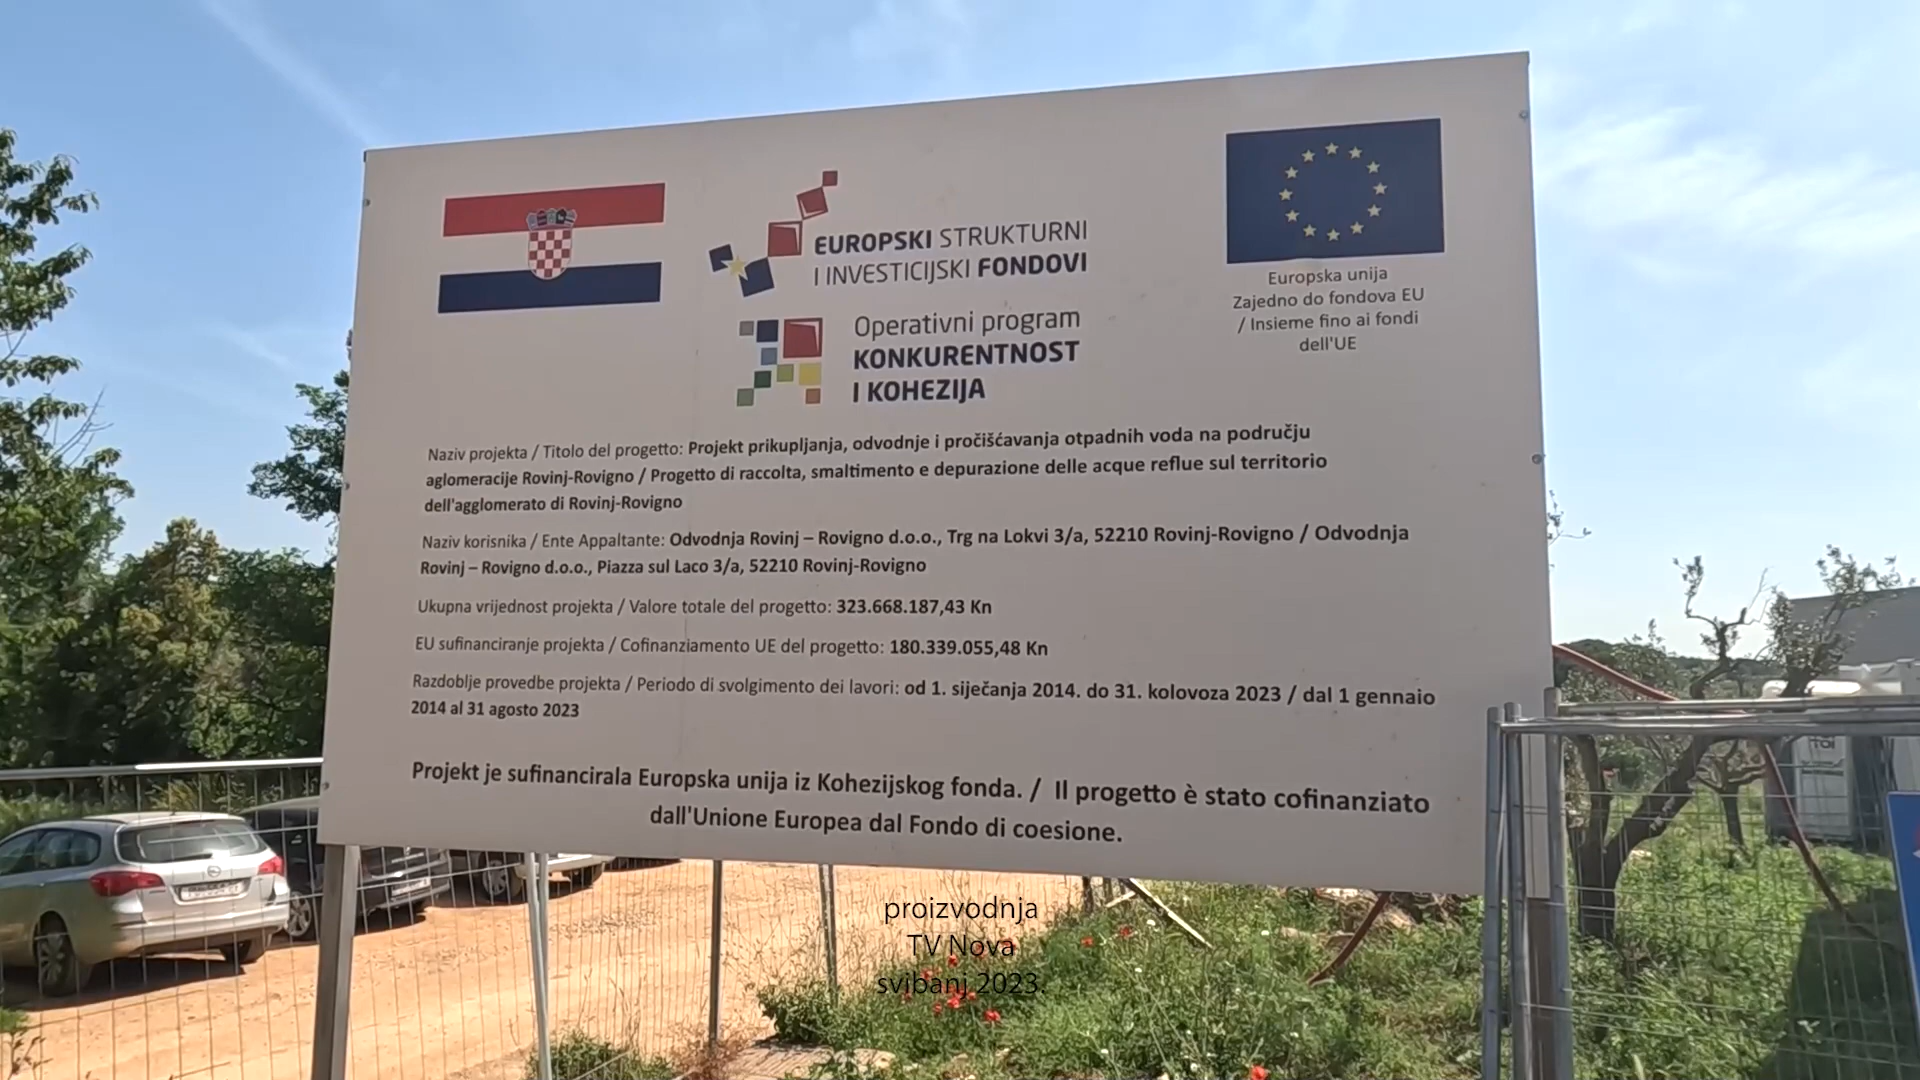 EUROPSKI STRUKTURNI
I INVESTICIJSKI FONDOVI
Operativni program
KONKURENTNOST
I KOHEZIJA
Europska unija
Zajedno do fondova EU
/ Insieme fino ai fondi
dell'UE
Naziv projekta / Titolo del progetto: Projekt prikupljanja, odvodnje i pročišćavanja otpadnih voda na području
aglomeracije Rovinj-Rovigno / Progetto di raccolta, smaltimento e depurazione delle acque reflue sul territorio
dell'agglomerato di Rovinj-Rovigno
Naziv korisnika / Ente Appaltante: Odvodnja Rovinj – Rovigno d.o.o., Trg na Lokvi 3/a, 52210 Rovinj-Rovigno / Odvodnja
Rovinj – Rovigno d.o.o., Piazza sul Laco 3/a, 52210 Rovinj-Rovigno
Ukupna vrijednost projekta / Valore totale del progetto: 323.668.187,43 Kn
EU sufinanciranje projekta / Cofinanziamento UE del progetto: 180.339.055,48 Kn
Razdoblje provedbe projekta / Periodo di svolgimento dei lavori: od 1. siječanja 2014. do 31. kolovoza 2023 / dal 1 gennaio
2014 al 31 agosto 2023
Projekt je sufinancirala Europska unija iz Kohezijskog fonda. / Il progetto è stato cofinanziato
dall'Unione Europea dal Fondo di coesione.
TOI
proizvodnja
TV Nova
svibanj 2023.